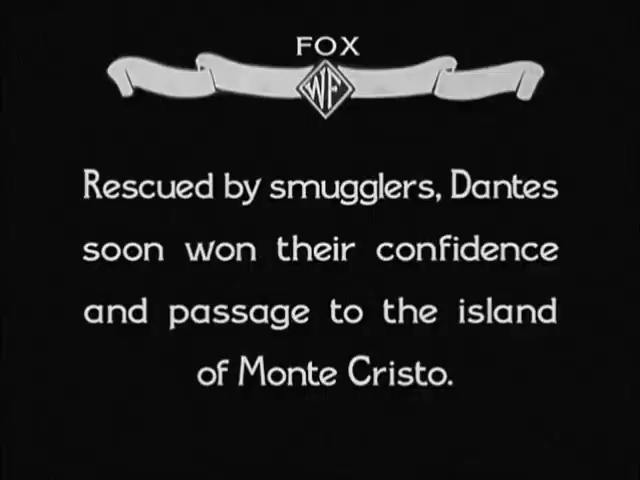 FOX
WF
Rescued by smugglers, Dantes
soon won their confidence
and passage to the island
of Monte Cristo.